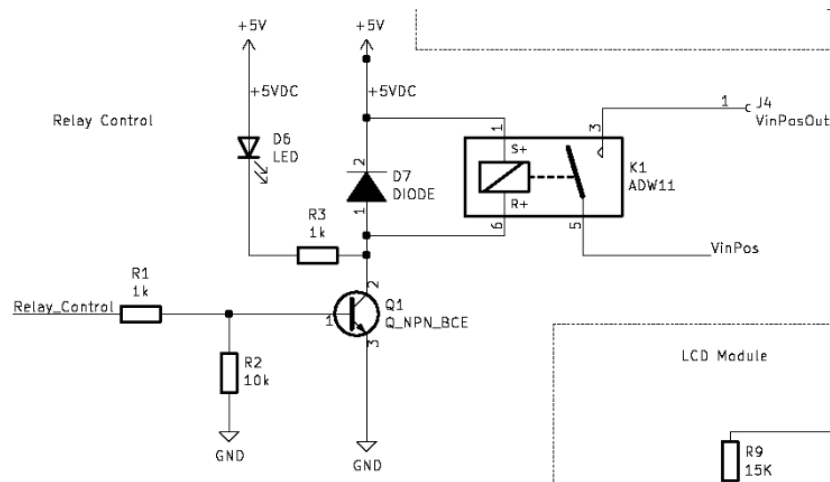 +5V
+5V
+5VDC
+5VDC
Relay Control
1
J4
VinPosOut
D6
LED
1
3
S+
K1
ADW11
R+
2
D7
DIODE
1
6
5
R3
1k
VinPos
R1
1k
Relay_Control
2
Q1
Q_NPN_BCE
1
3
R2
10k
LCD Module
GND
GND
R9
15K